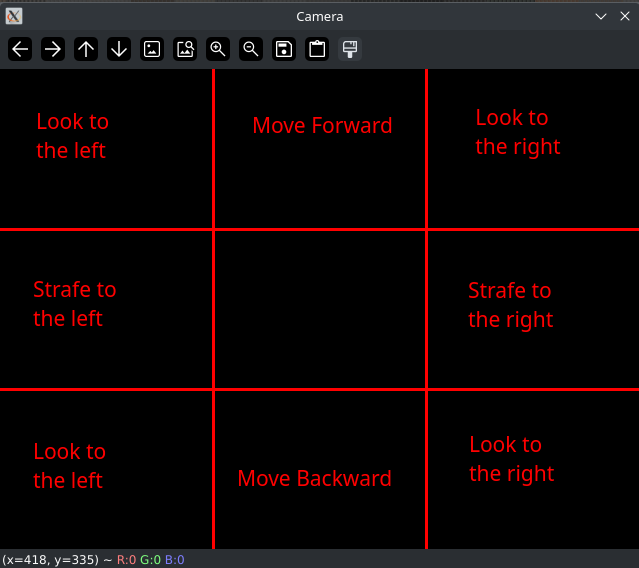 Camera
Look to
the left
Move Forward
Look to
the right
Strafe to
the left
Strafe to
the right
Look to
the left
Move Backward
Look to
the right
(x=418, y=335) ~ R:0 G:0 B:0